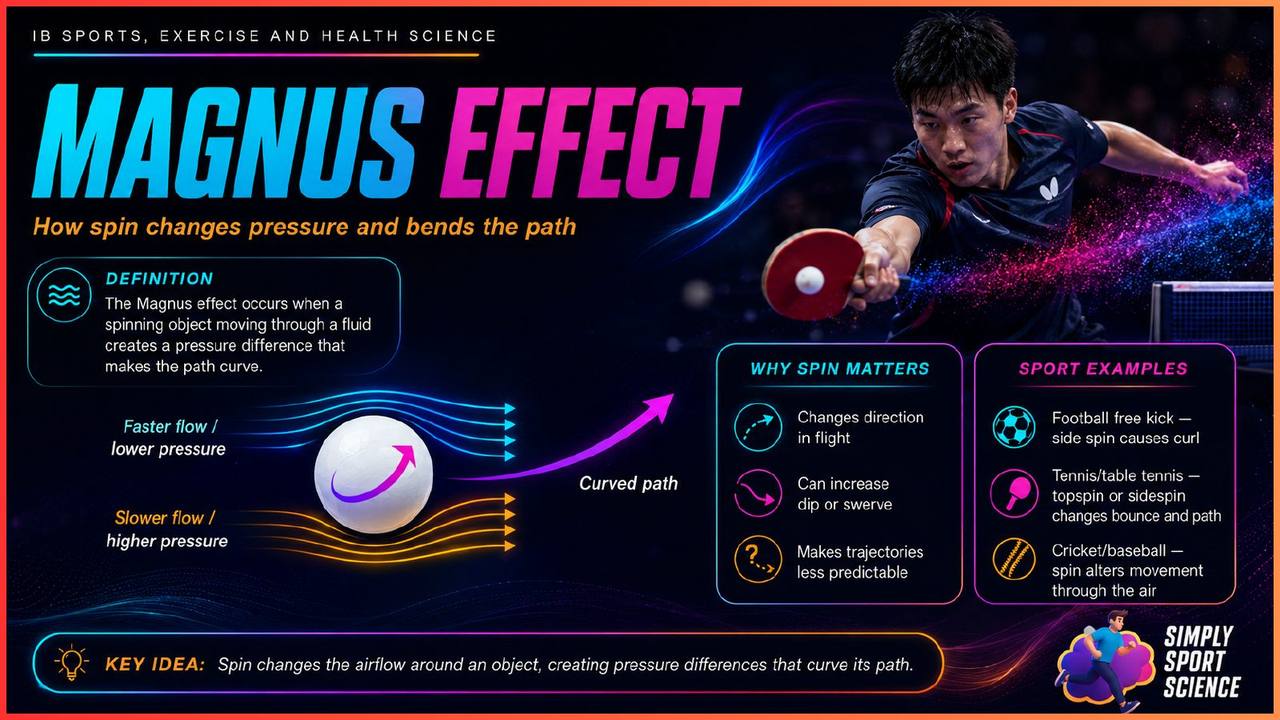 IB SPORTS, EXERCISE AND HEALTH SCIENCE
MAGNUS EFFECT
How spin changes pressure and bends the path
DEFINITION
The Magnus effect occurs when a
spinning object moving through a fluid
creates a pressure difference that
makes the path curve.
Faster flow /
lower pressure
Slower flow /
higher pressure
Curved path
WHY SPIN MATTERS
Changes direction
in flight
Can increase
dip or swerve
?
Makes trajectories
less predictable
SPORT EXAMPLES
Football free kick —
side spin causes curl
Tennis/table tennis —
topspin or sidespin
changes bounce and path
Cricket/baseball —
spin alters movement
through the air
KEY IDEA: Spin changes the airflow around an object, creating pressure differences that curve its path.
SIMPLY
SPORT
SCIENCE